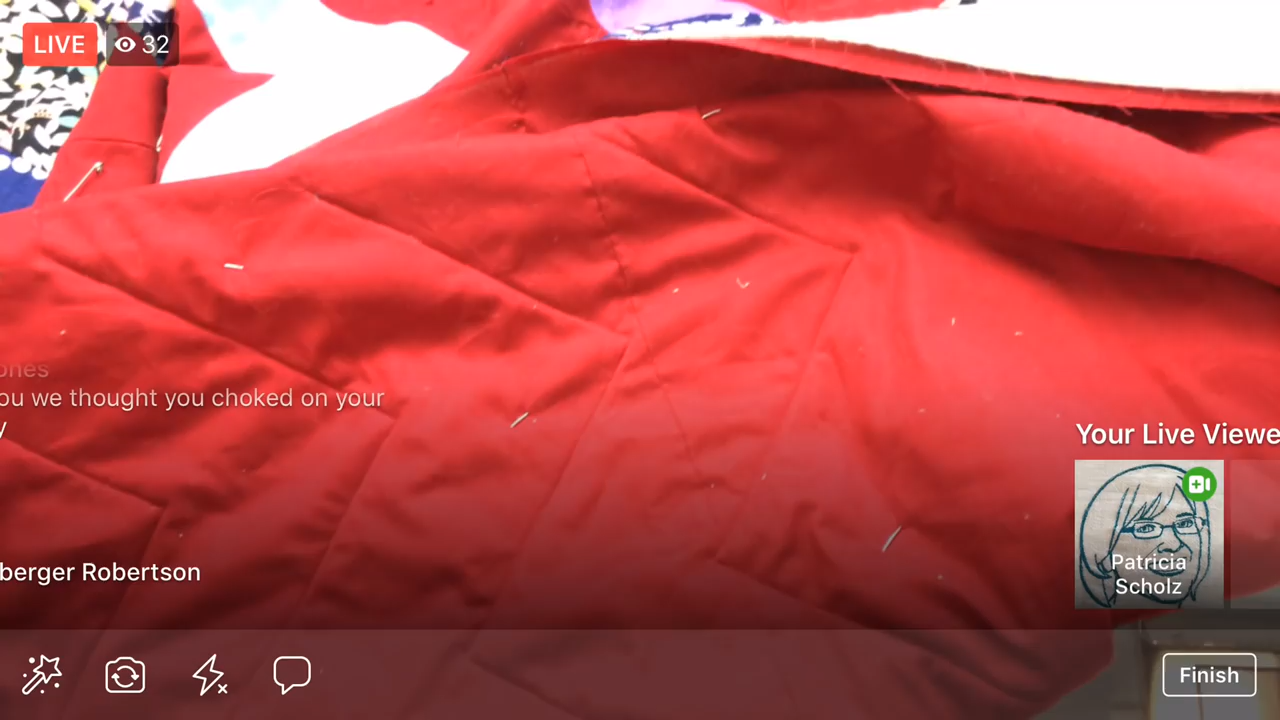 LIVE 32
ones
ou we thought you choked on your
y
Your Live Viewe
Patricia
Scholz
berger Robertson
Finish